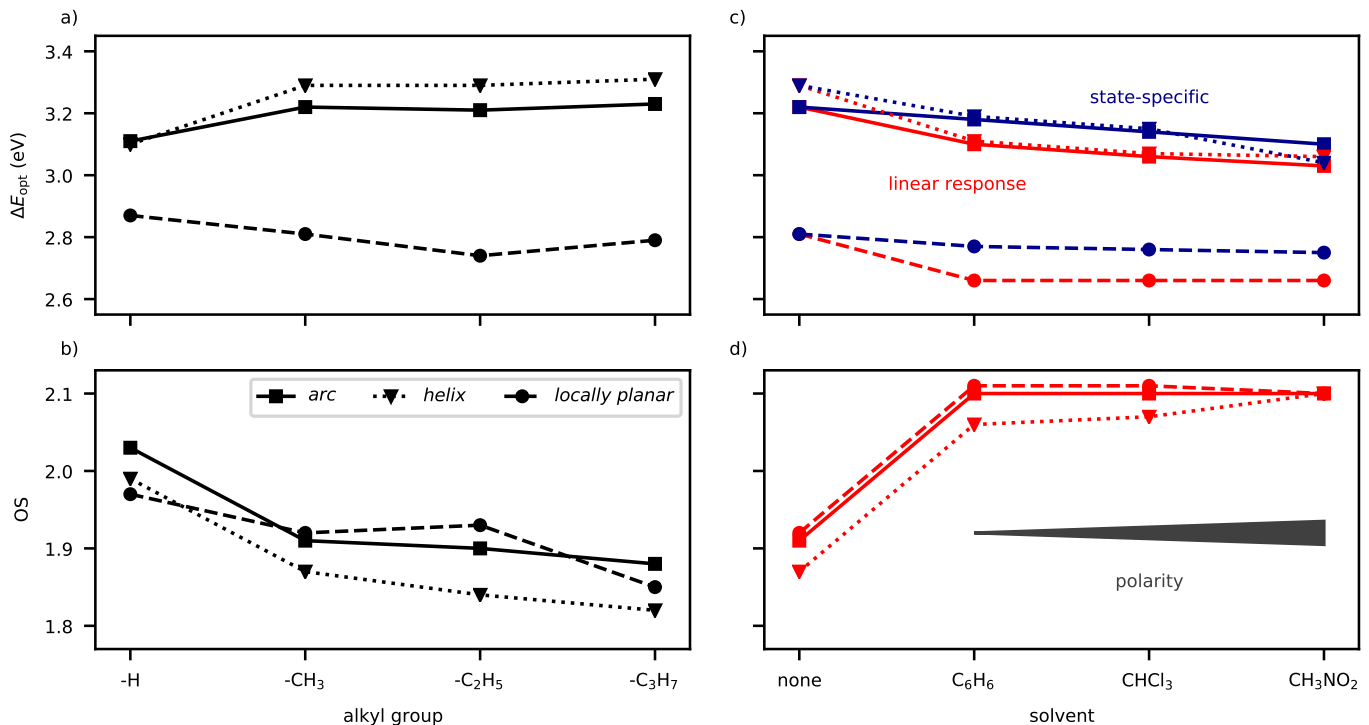 a)
3.4
3.2
3.0
2.8
2.6
ΔE_opt (eV)
c)
state-specific
linear response
b)
2.1
2.0
1.9
1.8
OS
arc helix locally planar
-H -CH₃ -C₂H₅ -C₃H₇
alkyl group
d)
polarity
none C₆H₆ CHCl₃ CH₃NO₂
solvent